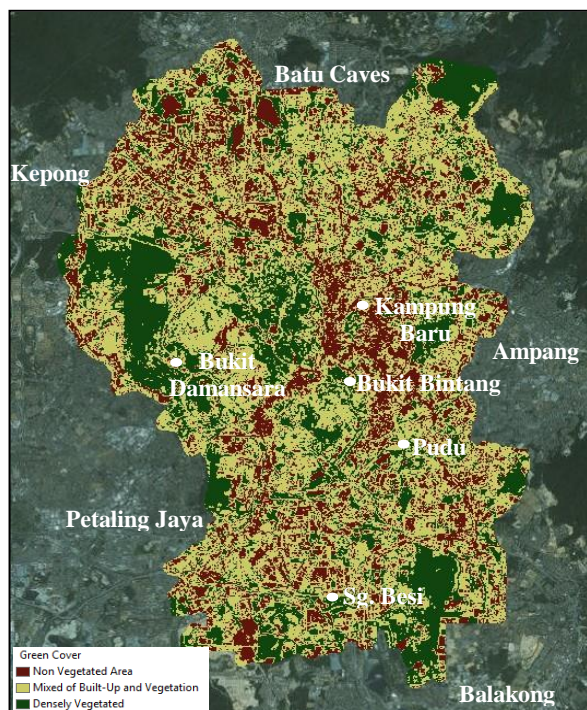 Batu Caves
Kepong
Kampung
Baru
Ampang
Bukit
Damansara
Bukit Bintang
Pudu
Petaling Jaya
Sg. Besi
Green Cover
Non Vegetated Area
Mixed of Built-Up and Vegetation
Densely Vegetated
Balakong